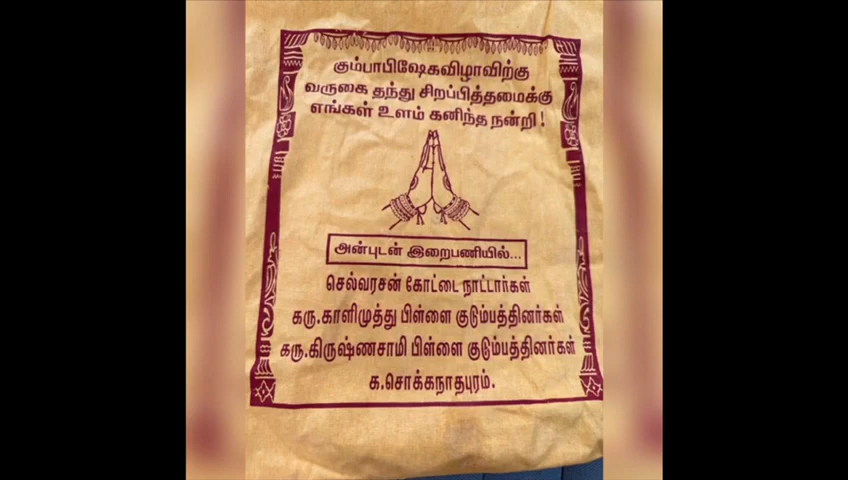 கும்பாபிஷேகவிழாவிற்கு
வருகை தந்து சிறப்பித்தமைக்கு
எங்கள் உளம் கனிந்த நன்றி !
அன்புடன் இறைபணியில்...
செல்வரசன் கோட்டை நாட்டார்கள்
கரு.காளிமுத்து பிள்ளை குடும்பத்தினர்கள்
கரு.கிருஷ்ணசாமி பிள்ளை குடும்பத்தினர்கள்
க.சொக்கநாதபுரம்.